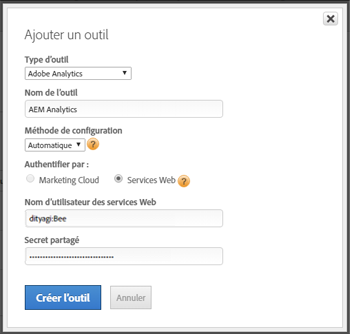 Ajouter un outil
Type d'outil
Adobe Analytics
Nom de l'outil
AEM Analytics
Méthode de configuration
Automatique ?
Authentifier par :
Marketing Cloud Services Web ?
Nom d'utilisateur des services Web
dityagi:Bee
Secret partagé
••••••••••••••••••••••••••••••••
Créer l'outil Annuler